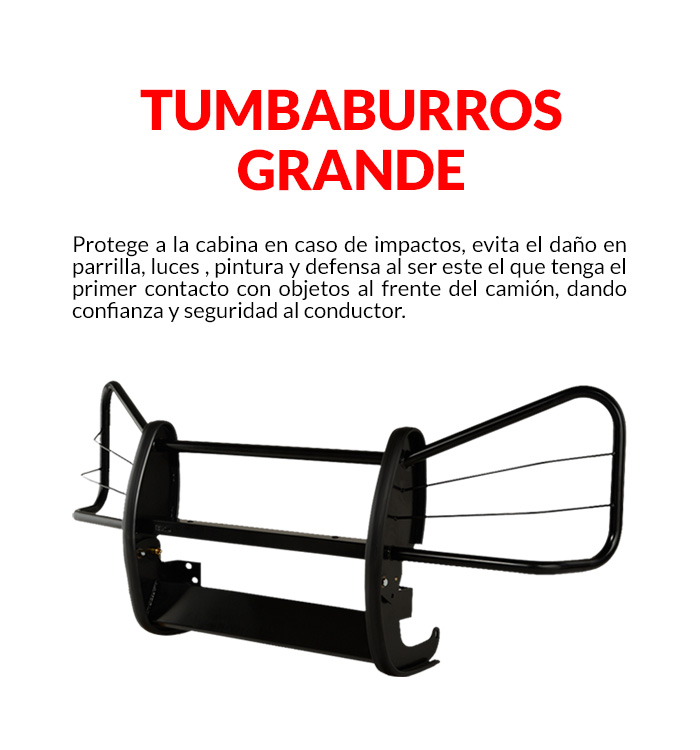 TUMBABURROS
GRANDE
Protege a la cabina en caso de impactos, evita el daño en
parrilla, luces , pintura y defensa al ser este el que tenga el
primer contacto con objetos al frente del camión, dando
confianza y seguridad al conductor.